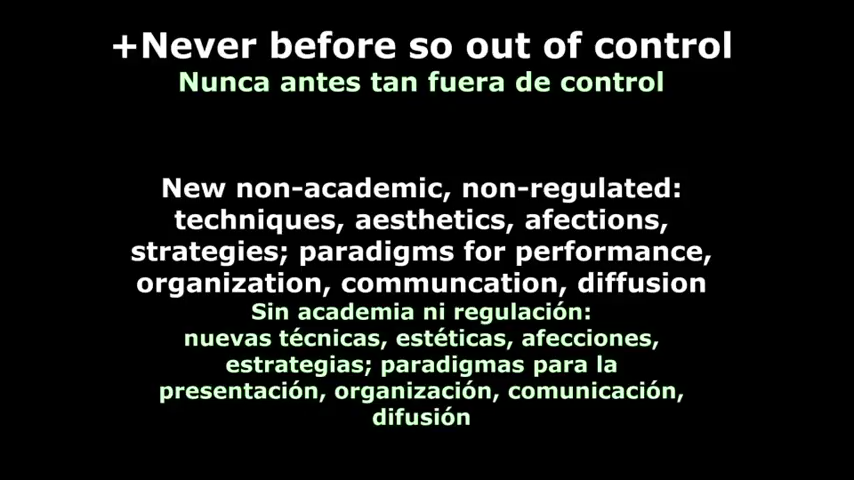 +Never before so out of control
Nunca antes tan fuera de control
New non-academic, non-regulated:
techniques, aesthetics, afections,
strategies; paradigms for performance,
organization, communcation, diffusion
Sin academia ni regulación:
nuevas técnicas, estéticas, afecciones,
estrategias; paradigmas para la
presentación, organización, comunicación,
difusión